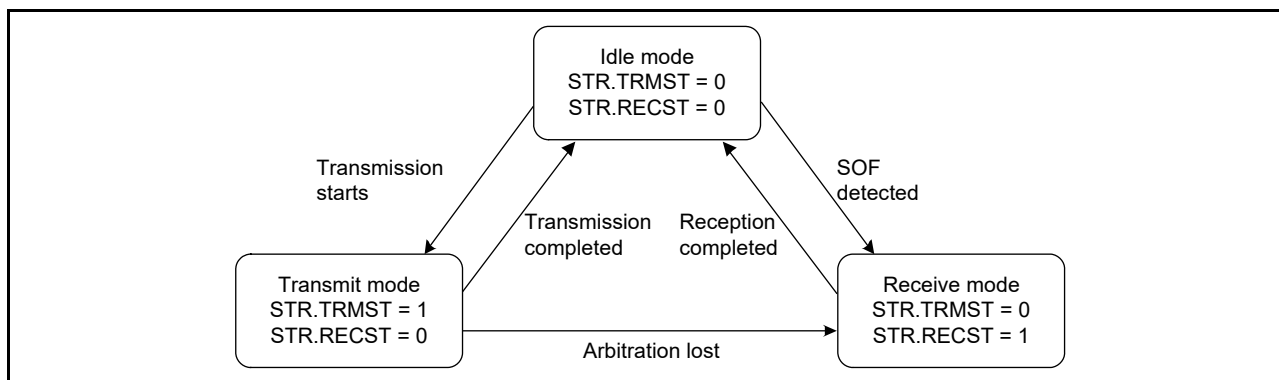 Idle mode
STR.TRMST = 0
STR.RECST = 0
Transmission
starts
SOF
detected
Transmission
completed
Reception
completed
Transmit mode
STR.TRMST = 1
STR.RECST = 0
Receive mode
STR.TRMST = 0
STR.RECST = 1
Arbitration lost